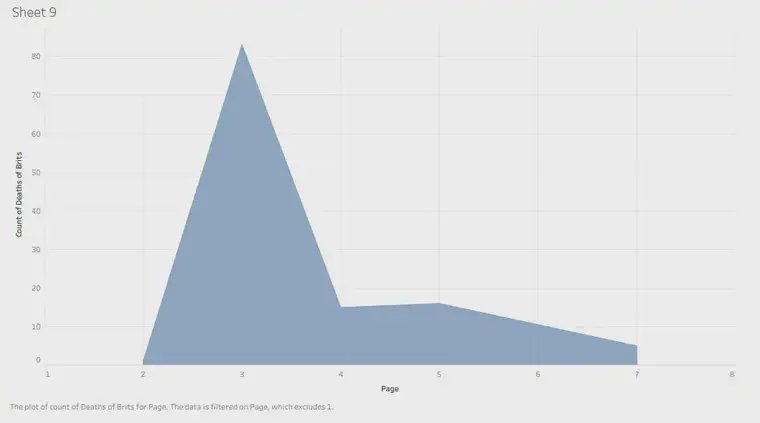 Sheet 9
Count of Deaths of Brits
80
70
60
50
40
30
20
10
0
1 2 3 4 5 6 7 8
Page
The plot of count of Deaths of Brits for Page. The data is filtered on Page, which excludes 1.